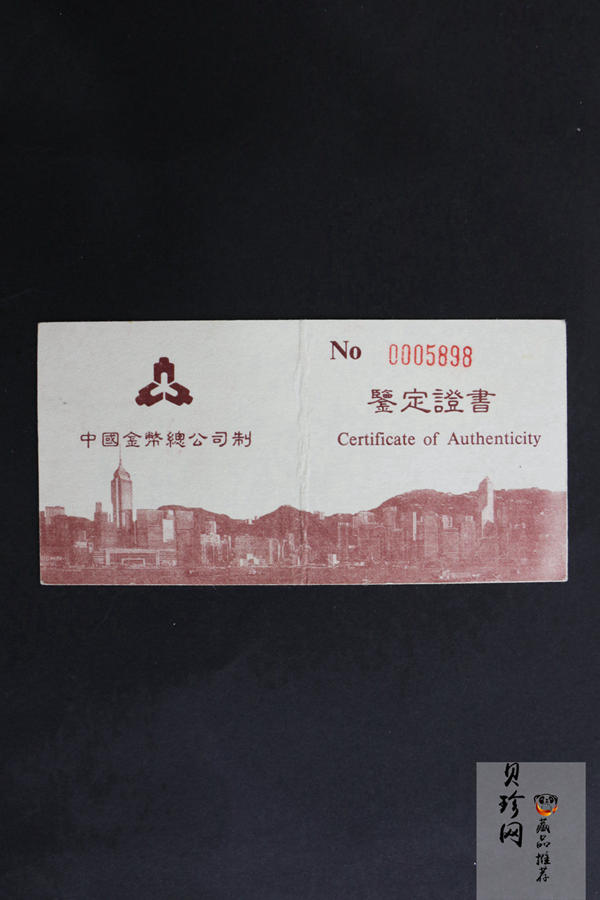 中國金幣總公司制
No 0005898
鑒定證書
Certificate of Authenticity
贝珍网
藏品推荐